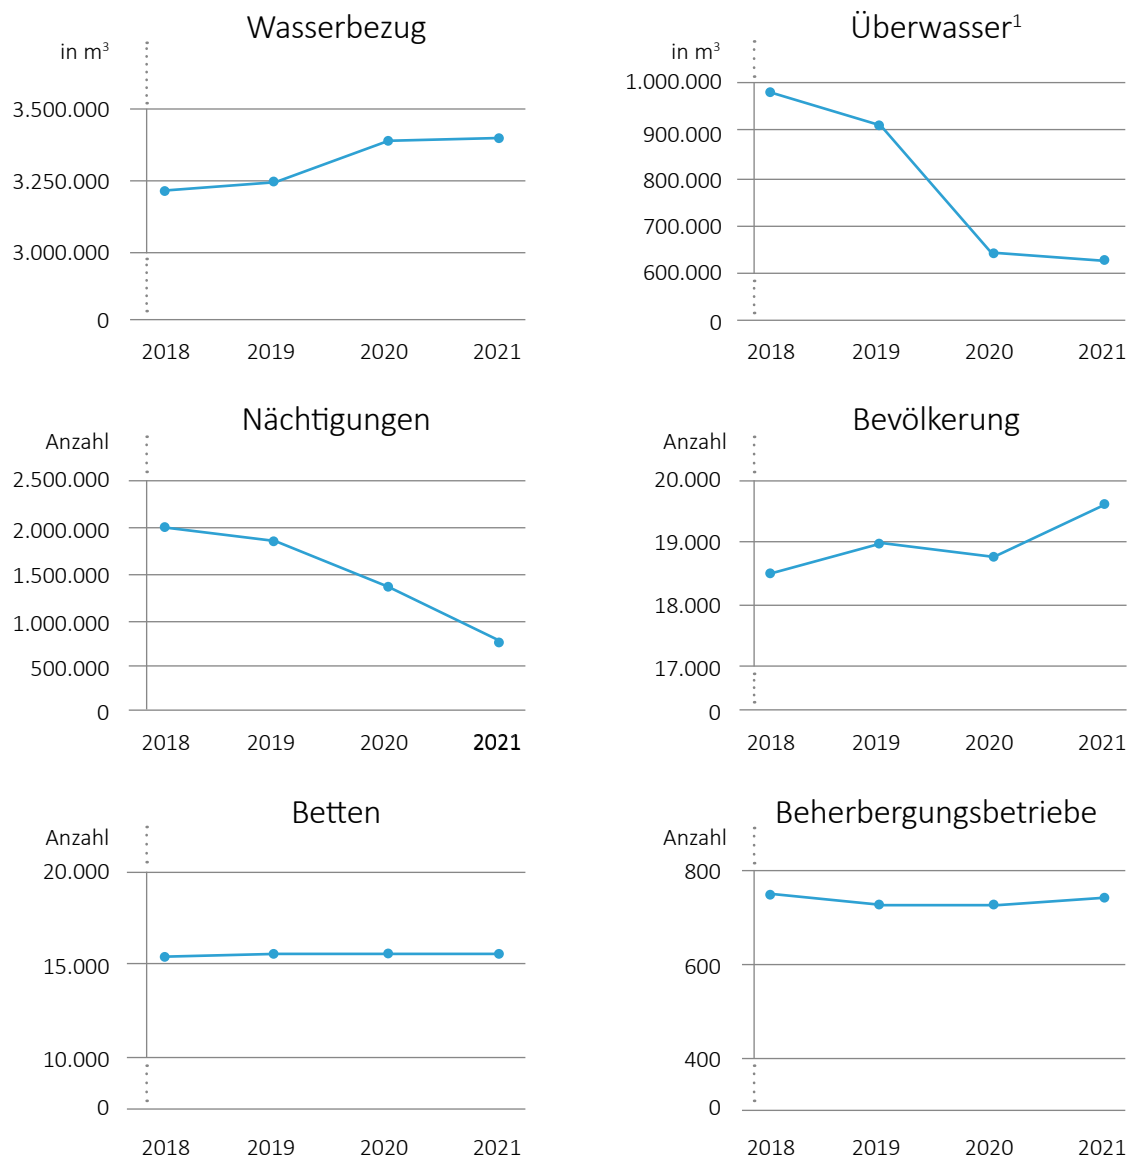 Wasserbezug
in m³
3.500.000
3.250.000
3.000.000
0
2018 2019 2020 2021
Überwasser¹
in m³
1.000.000
900.000
800.000
700.000
600.000
0
2018 2019 2020 2021
Nächtigungen
Anzahl
2.500.000
2.000.000
1.500.000
1.000.000
500.000
0
2018 2019 2020 2021
Bevölkerung
Anzahl
20.000
19.000
18.000
17.000
0
2018 2019 2020 2021
Betten
Anzahl
20.000
15.000
10.000
0
2018 2019 2020 2021
Beherbergungsbetriebe
Anzahl
800
600
400
0
2018 2019 2020 2021